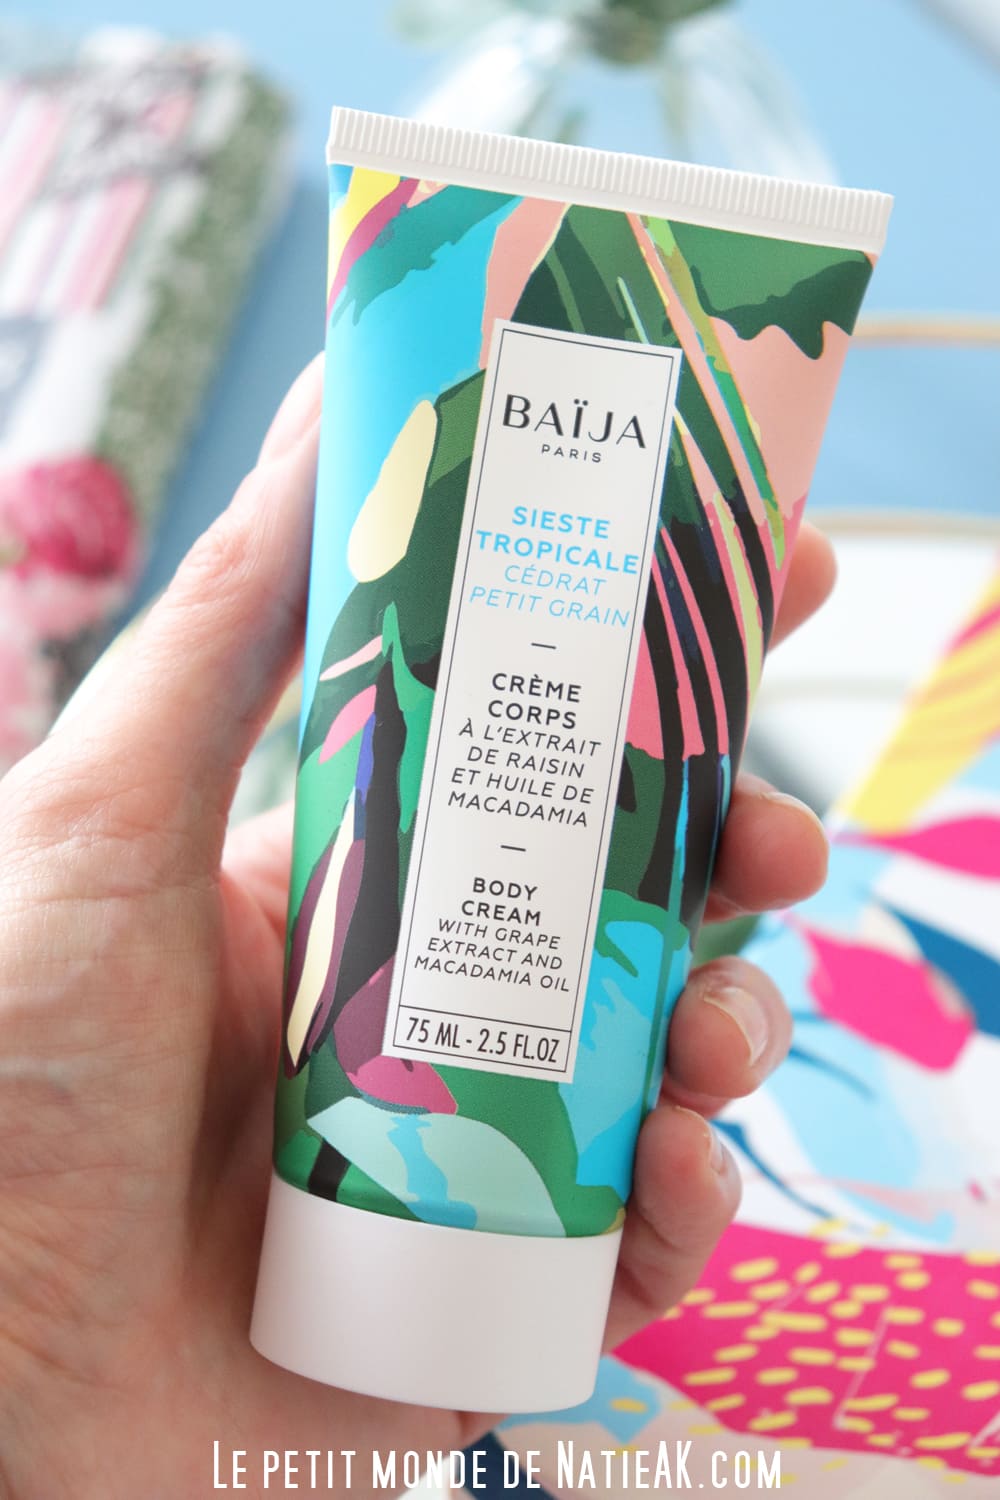 BAÏJA
PARIS
SIESTE
TROPICALE
CÉDRAT
PETIT GRAIN
—
CRÈME
CORPS
À L'EXTRAIT
DE RAISIN
ET HUILE DE
MACADAMIA
—
BODY
CREAM
WITH GRAPE
EXTRACT AND
MACADAMIA OIL
75 ML - 2.5 FL.OZ
LE PETIT MONDE DE NATIEAK.COM